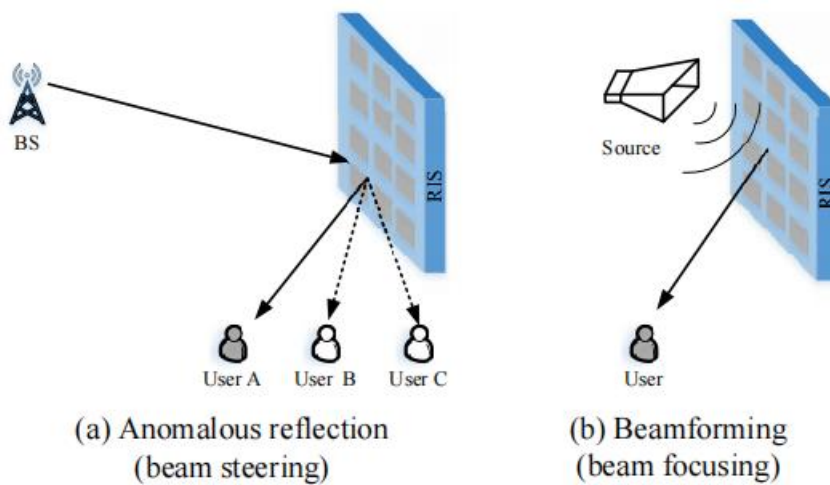 BS
RIS
User A
User B
User C
(a) Anomalous reflection
(beam steering)
Source
RIS
User
(b) Beamforming
(beam focusing)